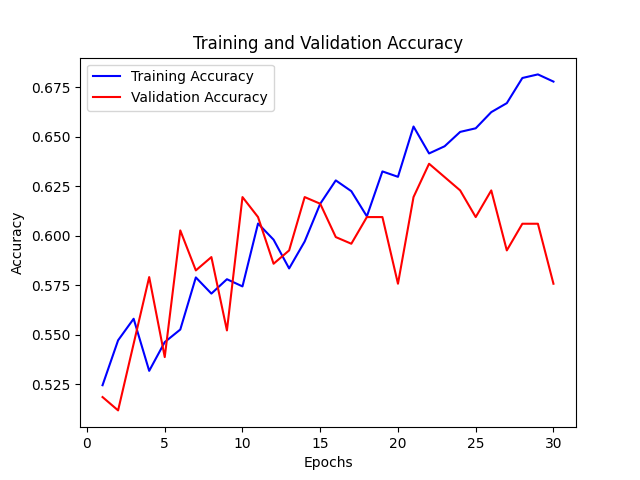 Training and Validation Accuracy
Training Accuracy
Validation Accuracy
0.675
0.650
0.625
0.600
0.575
0.550
0.525
Accuracy
0 5 10 15 20 25 30
Epochs